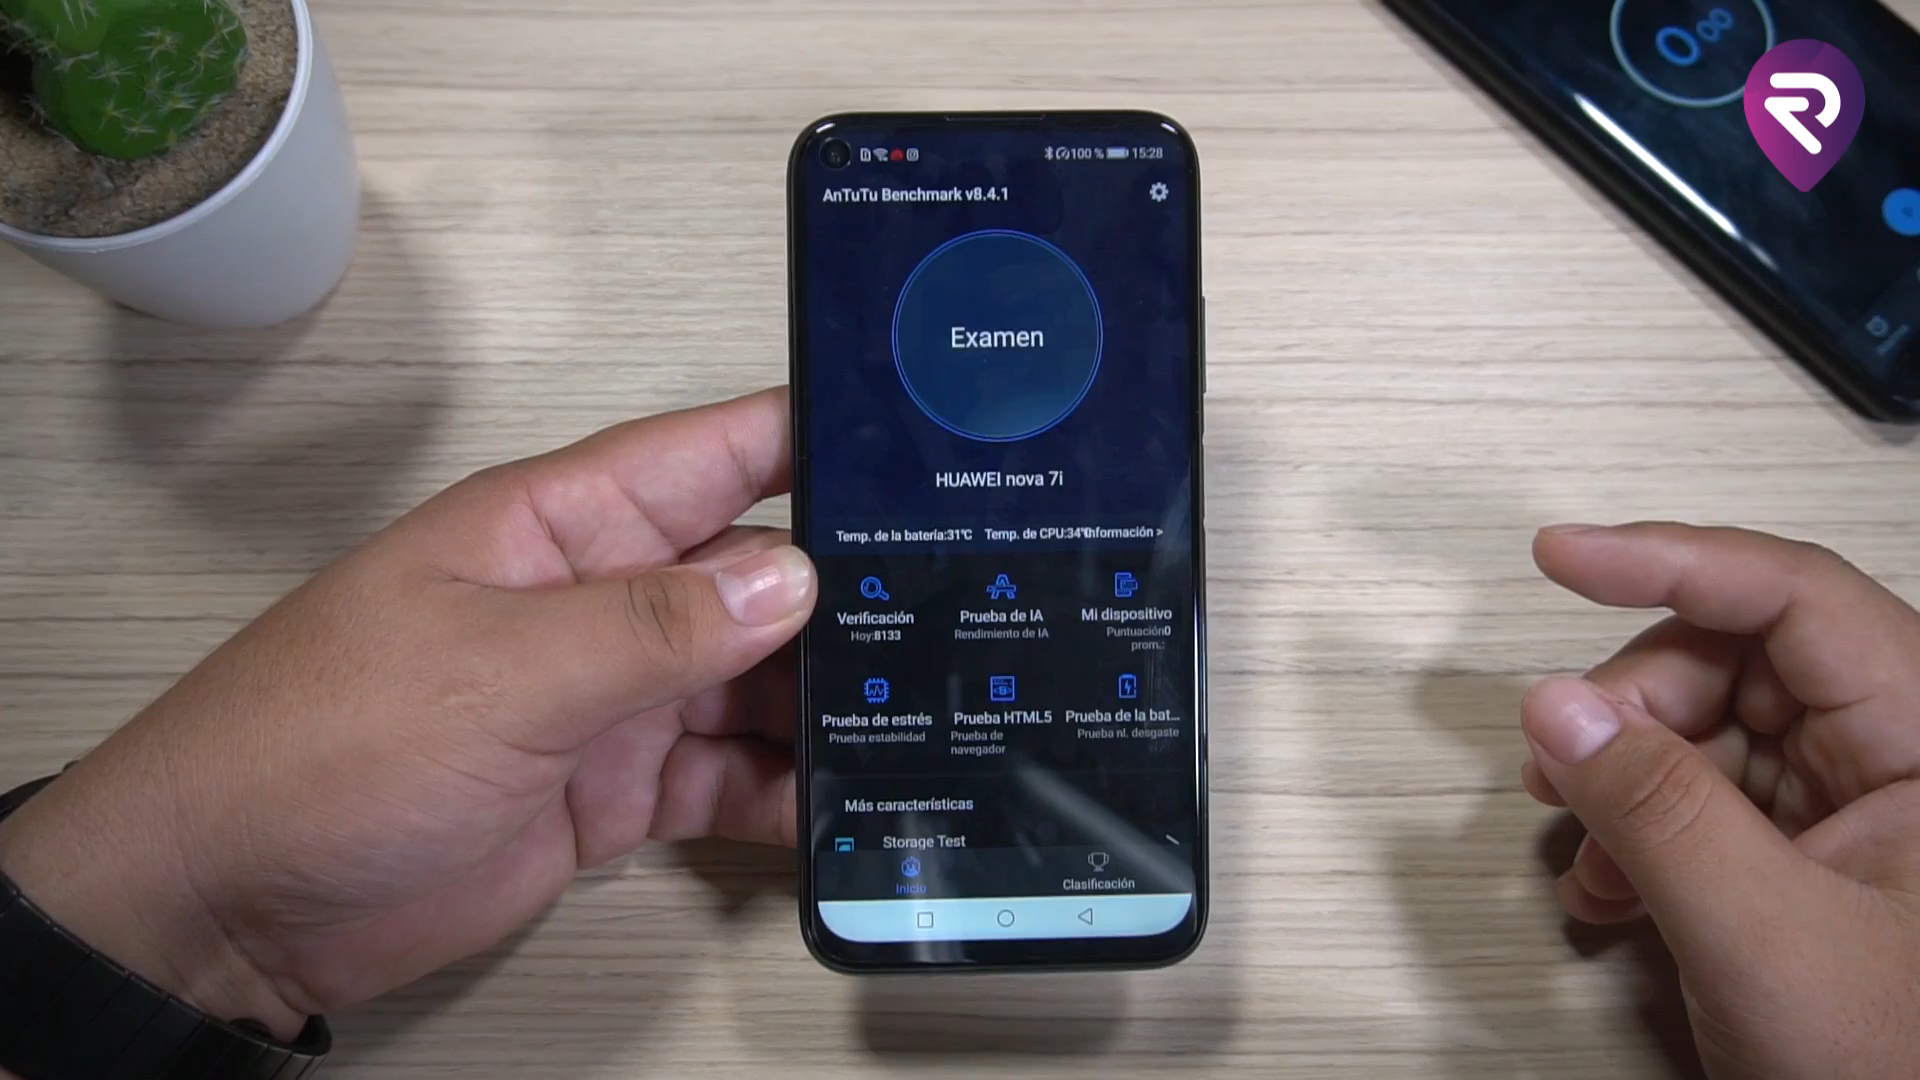 100 % 15:28
AnTuTu Benchmark v8.4.1
Examen
HUAWEI nova 7i
Temp. de la batería:31℃ Temp. de CPU:34℃ Información >
Verificación Prueba de IA Mi dispositivo
Hoy:8133 Rendimiento de IA Puntuación0
prom.:
Prueba de estrés Prueba HTML5 Prueba de la bat...
Prueba estabilidad Prueba de navegador Prueba nl. desgaste
Más características
Storage Test
Inicio Clasificación